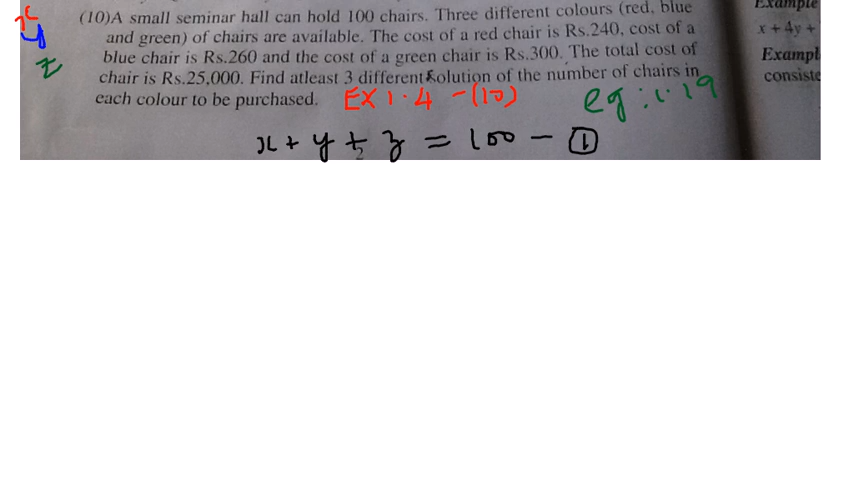 x
y
z
(10)A small seminar hall can hold 100 chairs. Three different colours (red, blue
and green) of chairs are available. The cost of a red chair is Rs.240, cost of a
blue chair is Rs.260 and the cost of a green chair is Rs.300. The total cost of
chair is Rs.25,000. Find atleast 3 different solution of the number of chairs in
each colour to be purchased. EX 1.4 -(10) eg :1.19
x + y + z = 100 - ①
Example
x + 4y +
Exampl
consiste